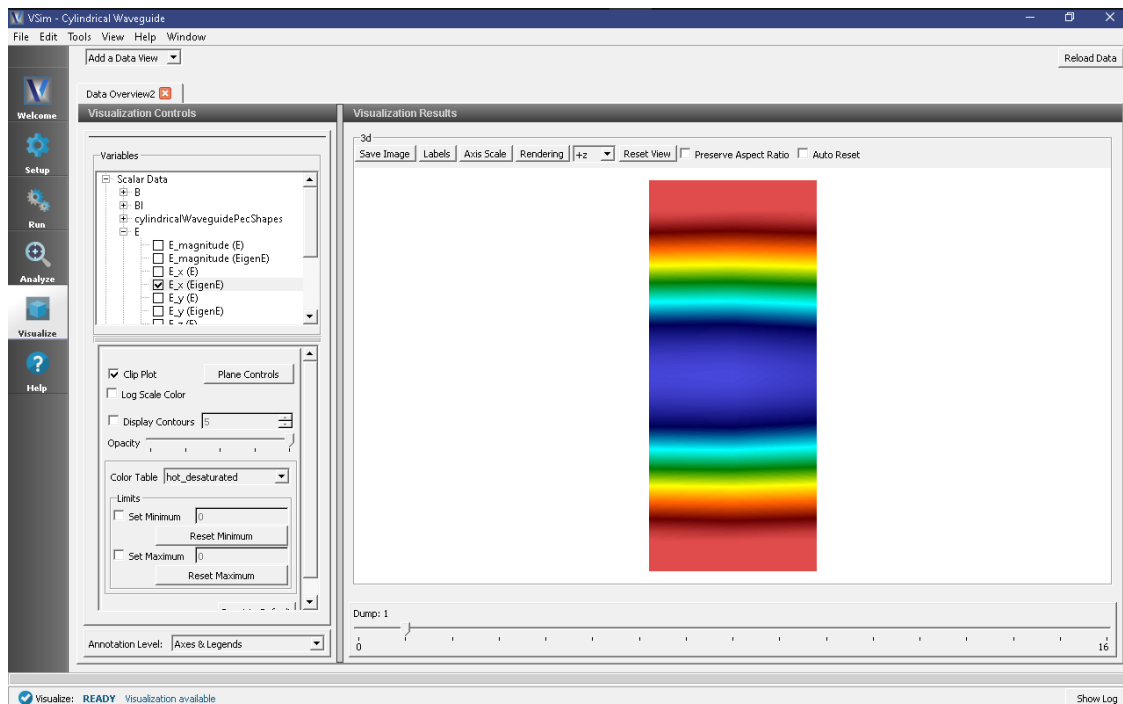 VSim - Cylindrical Waveguide
File Edit Tools View Help Window
Add a Data View
Reload Data
Data Overview2
Welcome
Setup
Run
Analyze
Visualize
Help
Visualization Controls
Variables
Scalar Data
B
BI
cylindricalWaveguidePecShapes
E
E_magnitude (E)
E_magnitude (EigenE)
E_x (E)
E_x (EigenE)
E_y (E)
E_y (EigenE)
Clip Plot
Plane Controls
Log Scale Color
Display Contours 5
Opacity
Color Table hot_desaturated
Limits
Set Minimum 0
Reset Minimum
Set Maximum 0
Reset Maximum
Annotation Level: Axes & Legends
Visualization Results
3d
Save Image Labels Axis Scale Rendering +z Reset View Preserve Aspect Ratio Auto Reset
Dump: 1
0 16
Visualize: READY Visualization available
Show Log